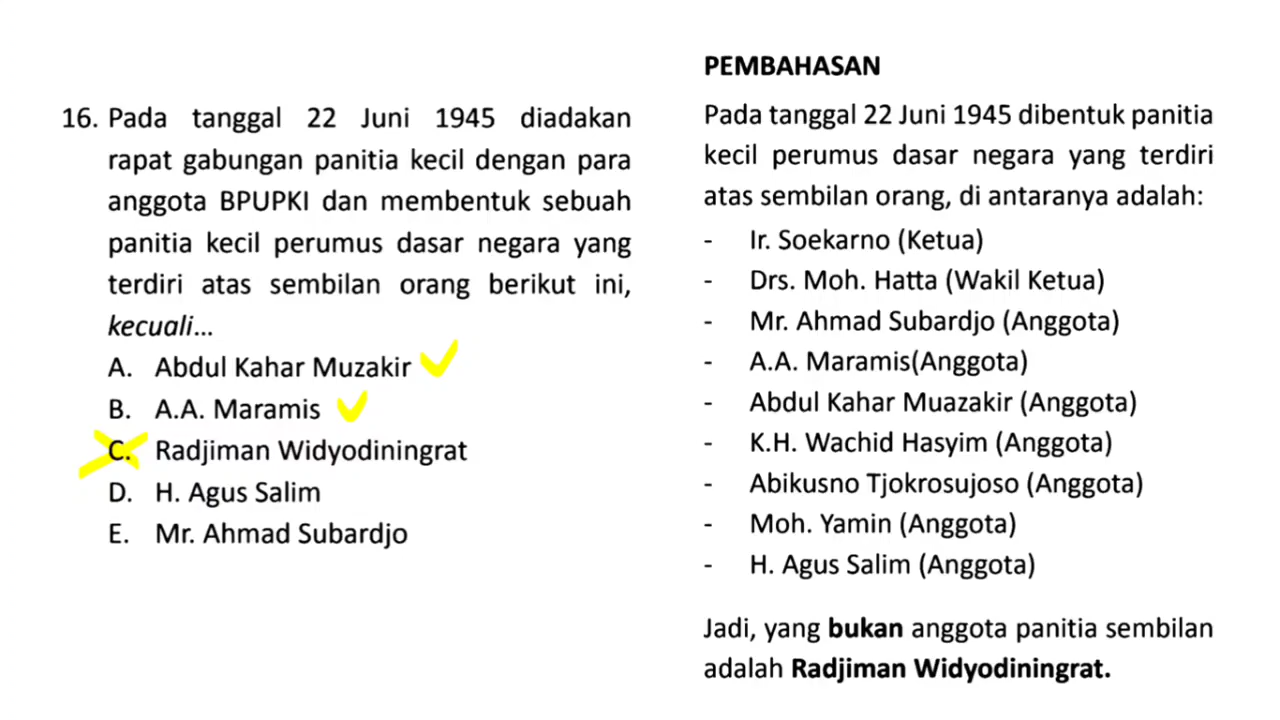 16. Pada tanggal 22 Juni 1945 diadakan
rapat gabungan panitia kecil dengan para
anggota BPUPKI dan membentuk sebuah
panitia kecil perumus dasar negara yang
terdiri atas sembilan orang berikut ini,
kecuali...
A. Abdul Kahar Muzakir
B. A.A. Maramis
C. Radjiman Widyodiningrat
D. H. Agus Salim
E. Mr. Ahmad Subardjo
PEMBAHASAN
Pada tanggal 22 Juni 1945 dibentuk panitia
kecil perumus dasar negara yang terdiri
atas sembilan orang, di antaranya adalah:
- Ir. Soekarno (Ketua)
- Drs. Moh. Hatta (Wakil Ketua)
- Mr. Ahmad Subardjo (Anggota)
- A.A. Maramis(Anggota)
- Abdul Kahar Muazakir (Anggota)
- K.H. Wachid Hasyim (Anggota)
- Abikusno Tjokrosujoso (Anggota)
- Moh. Yamin (Anggota)
- H. Agus Salim (Anggota)
Jadi, yang bukan anggota panitia sembilan
adalah Radjiman Widyodiningrat.